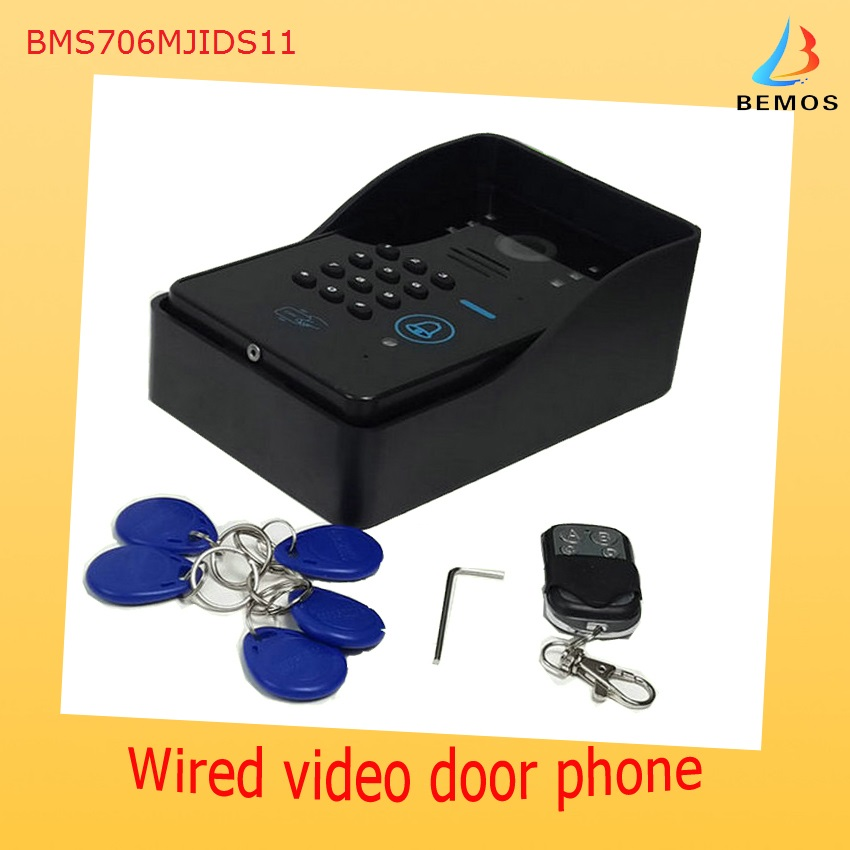 BMS706MJIDS11
BEMOS
A B
Wired video door phone